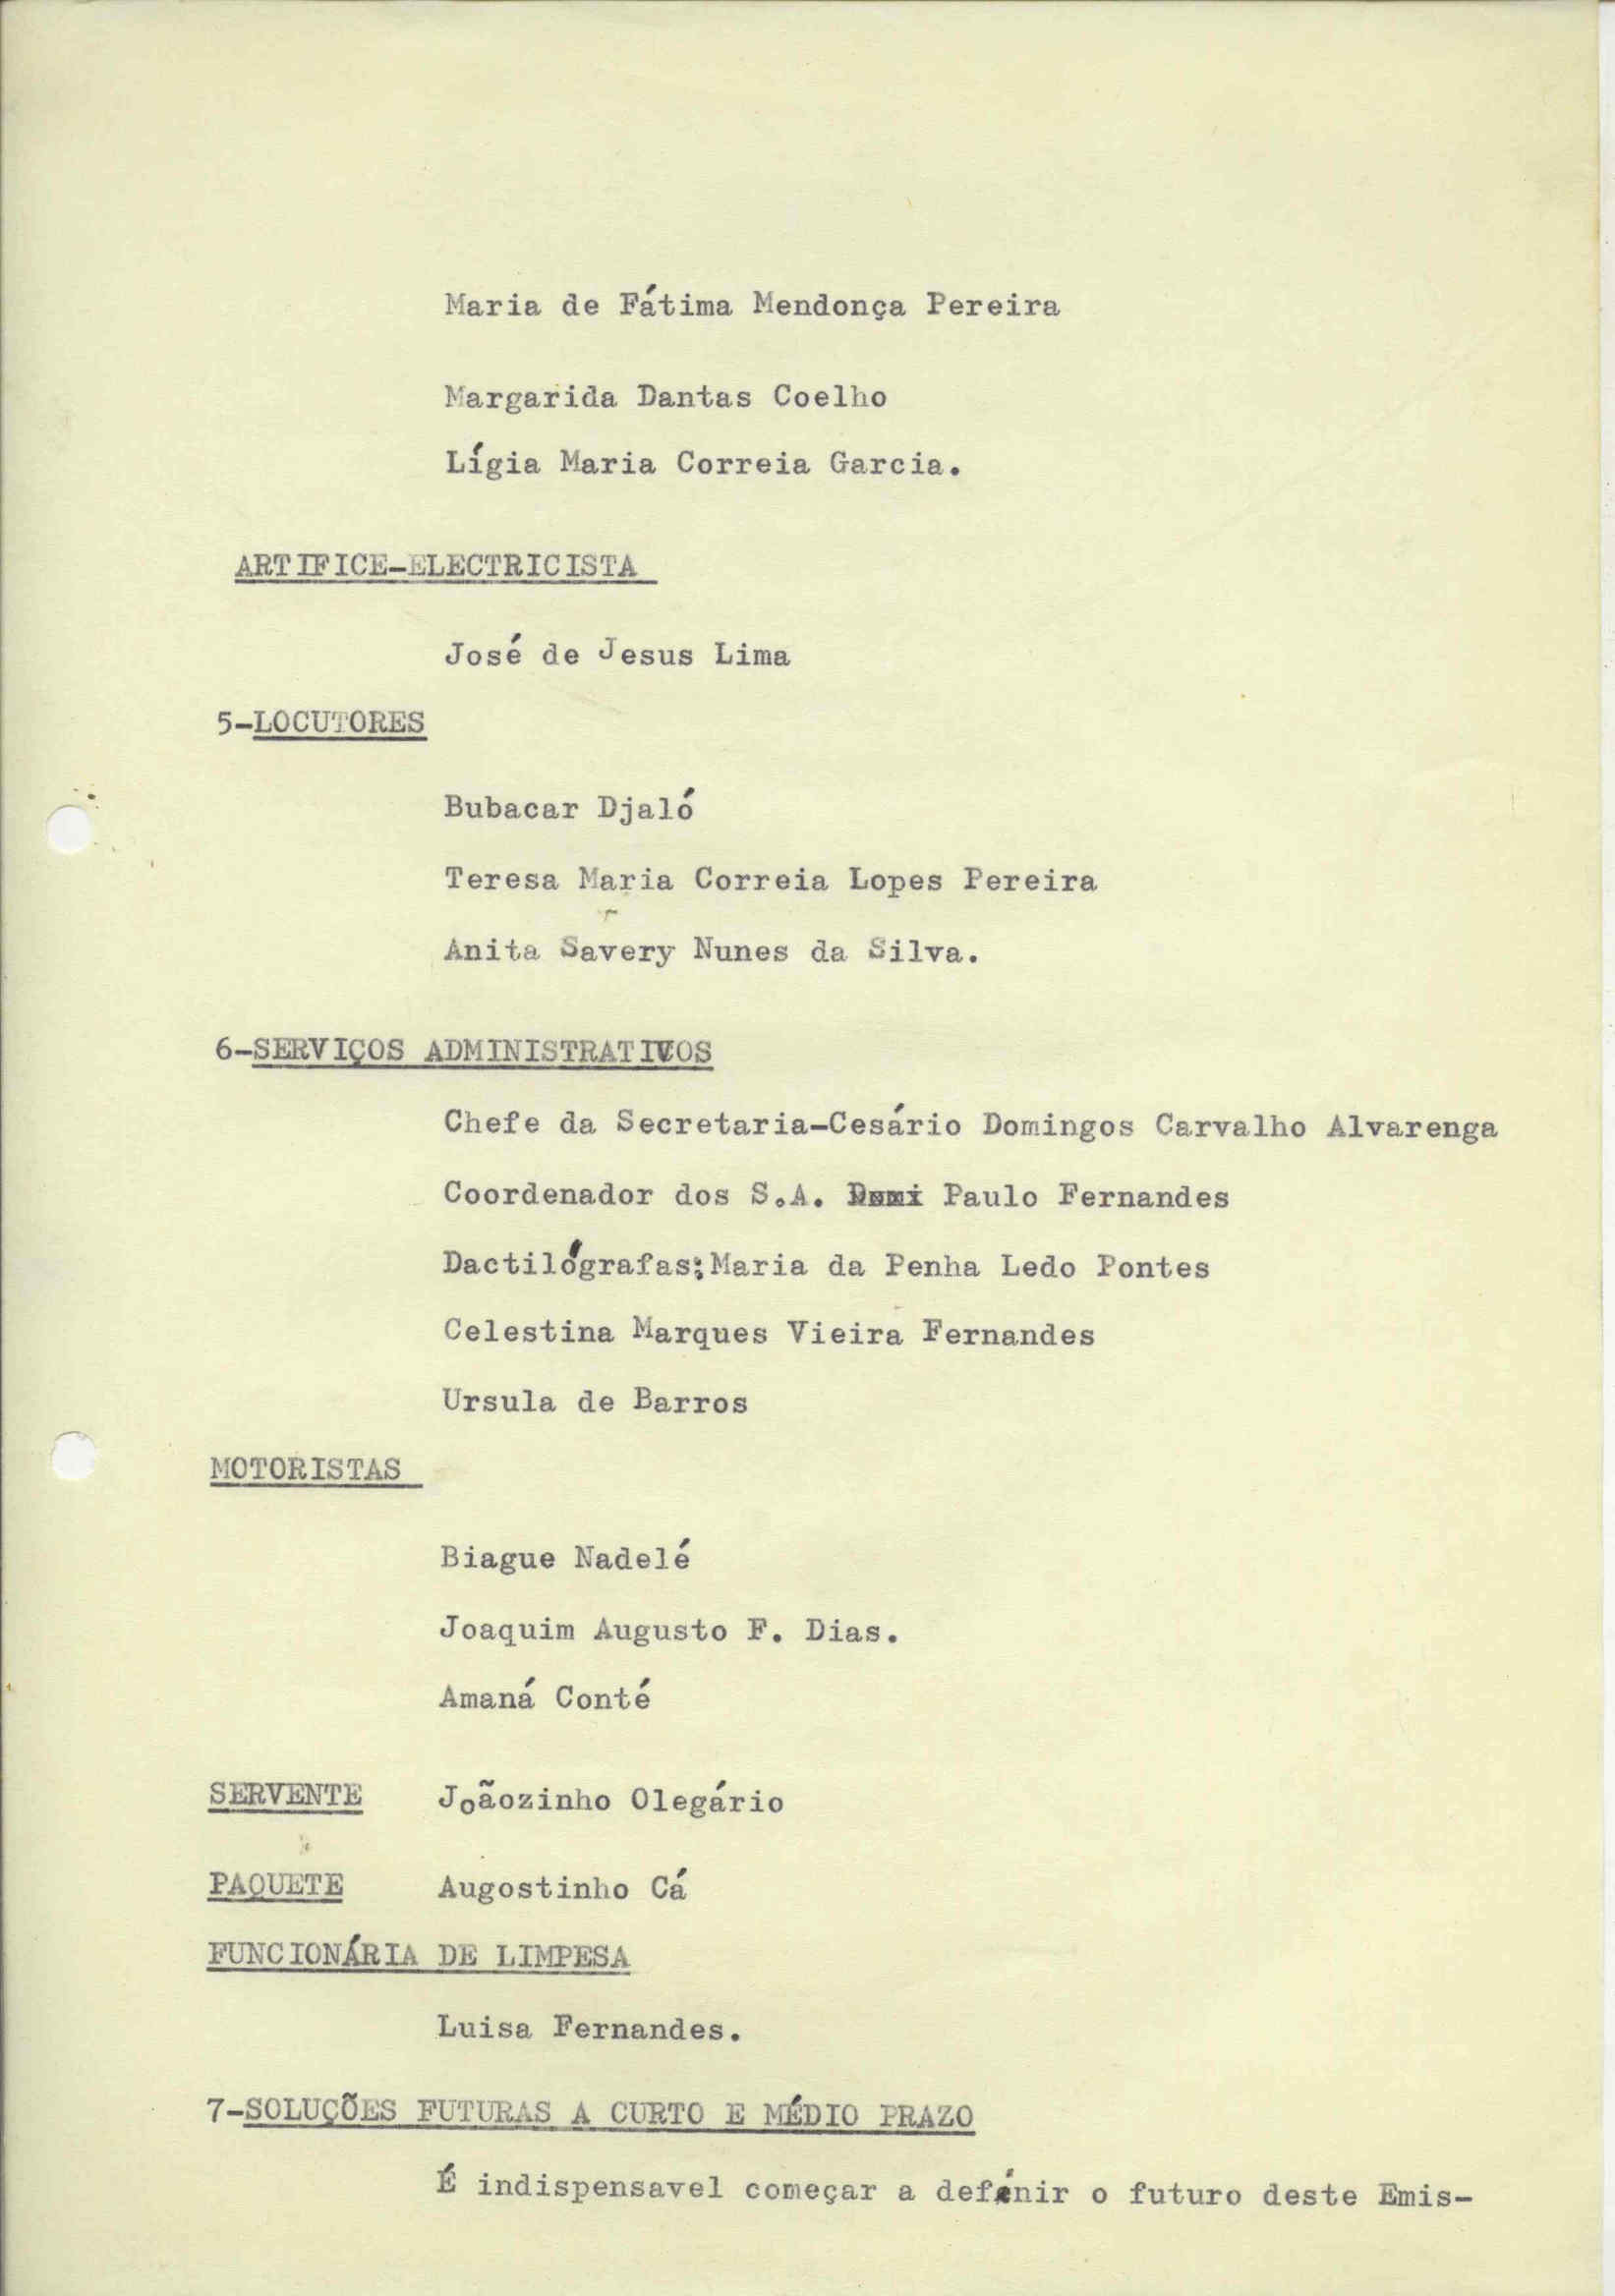 Maria de Fátima Mendonça Pereira
Margarida Dantas Coelho
Lígia Maria Correia Garcia.
ARTIFICE-ELECTRICISTA
José de Jesus Lima
5-LOCUTORES
Bubacar Djaló
Teresa Maria Correia Lopes Pereira
Anita Savery Nunes da Silva.
6-SERVIÇOS ADMINISTRATIVOS
Chefe da Secretaria-Cesário Domingos Carvalho Alvarenga
Coordenador dos S.A. Paulo Fernandes
Dactilógrafas: Maria da Penha Ledo Pontes
Celestina Marques Vieira Fernandes
Ursula de Barros
MOTORISTAS
Biague Nadelé
Joaquim Augusto F. Dias.
Amaná Conté
SERVENTE Joãozinho Olegário
PAQUETE Augostinho Cá
FUNCIONÁRIA DE LIMPESA
Luisa Fernandes.
7-SOLUÇÕES FUTURAS A CURTO E MÉDIO PRAZO
É indispensavel começar a definir o futuro deste Emis-